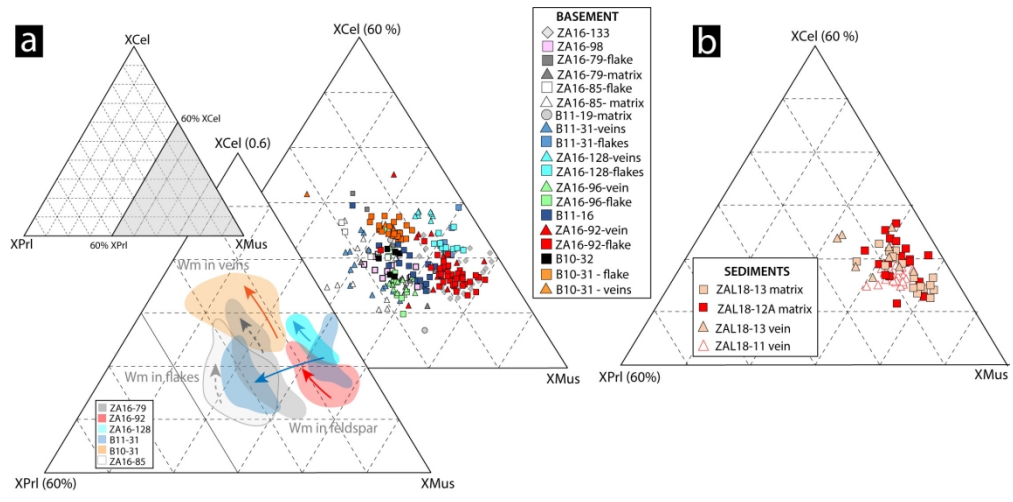 a
XCel
60% XCel
XPrl
60% XPrl
XMus
XCel (0.6)
Wm in veins
Wm in flakes
Wm in feldspar
ZA16-79
ZA16-92
ZA16-128
B11-31
B10-31
ZA16-85
XPrl (60%)
XMus
XCel (60 %)
XMus
BASEMENT
ZA16-133
ZA16-98
ZA16-79-flake
ZA16-79-matrix
ZA16-85-flake
ZA16-85- matrix
B11-19-matrix
B11-31-veins
B11-31-flakes
ZA16-128-veins
ZA16-128-flakes
ZA16-96-vein
ZA16-96-flake
B11-16
ZA16-92-vein
ZA16-92-flake
B10-32
B10-31 - flake
B10-31 - veins
b
XCel (60 %)
SEDIMENTS
ZAL18-13 matrix
ZAL18-12A matrix
ZAL18-13 vein
ZAL18-11 vein
XPrl (60%)
XMus